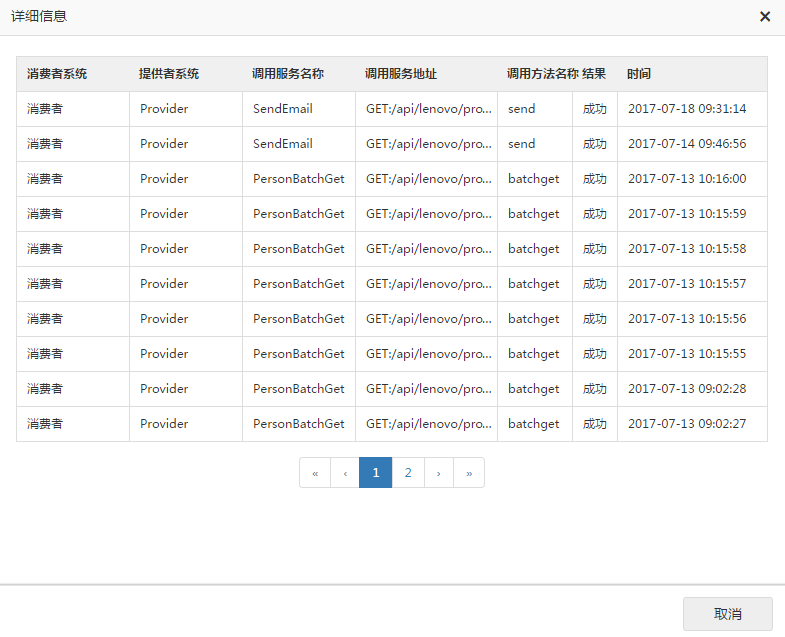 详细信息 ×
消费者系统 提供者系统 调用服务名称 调用服务地址 调用方法名称 结果 时间
消费者 Provider SendEmail GET:/api/lenovo/pro... send 成功 2017-07-18 09:31:14
消费者 Provider SendEmail GET:/api/lenovo/pro... send 成功 2017-07-14 09:46:56
消费者 Provider PersonBatchGet GET:/api/lenovo/pro... batchget 成功 2017-07-13 10:16:00
消费者 Provider PersonBatchGet GET:/api/lenovo/pro... batchget 成功 2017-07-13 10:15:59
消费者 Provider PersonBatchGet GET:/api/lenovo/pro... batchget 成功 2017-07-13 10:15:58
消费者 Provider PersonBatchGet GET:/api/lenovo/pro... batchget 成功 2017-07-13 10:15:57
消费者 Provider PersonBatchGet GET:/api/lenovo/pro... batchget 成功 2017-07-13 10:15:56
消费者 Provider PersonBatchGet GET:/api/lenovo/pro... batchget 成功 2017-07-13 10:15:55
消费者 Provider PersonBatchGet GET:/api/lenovo/pro... batchget 成功 2017-07-13 09:02:28
消费者 Provider PersonBatchGet GET:/api/lenovo/pro... batchget 成功 2017-07-13 09:02:27
« ‹ 1 2 › »
取消